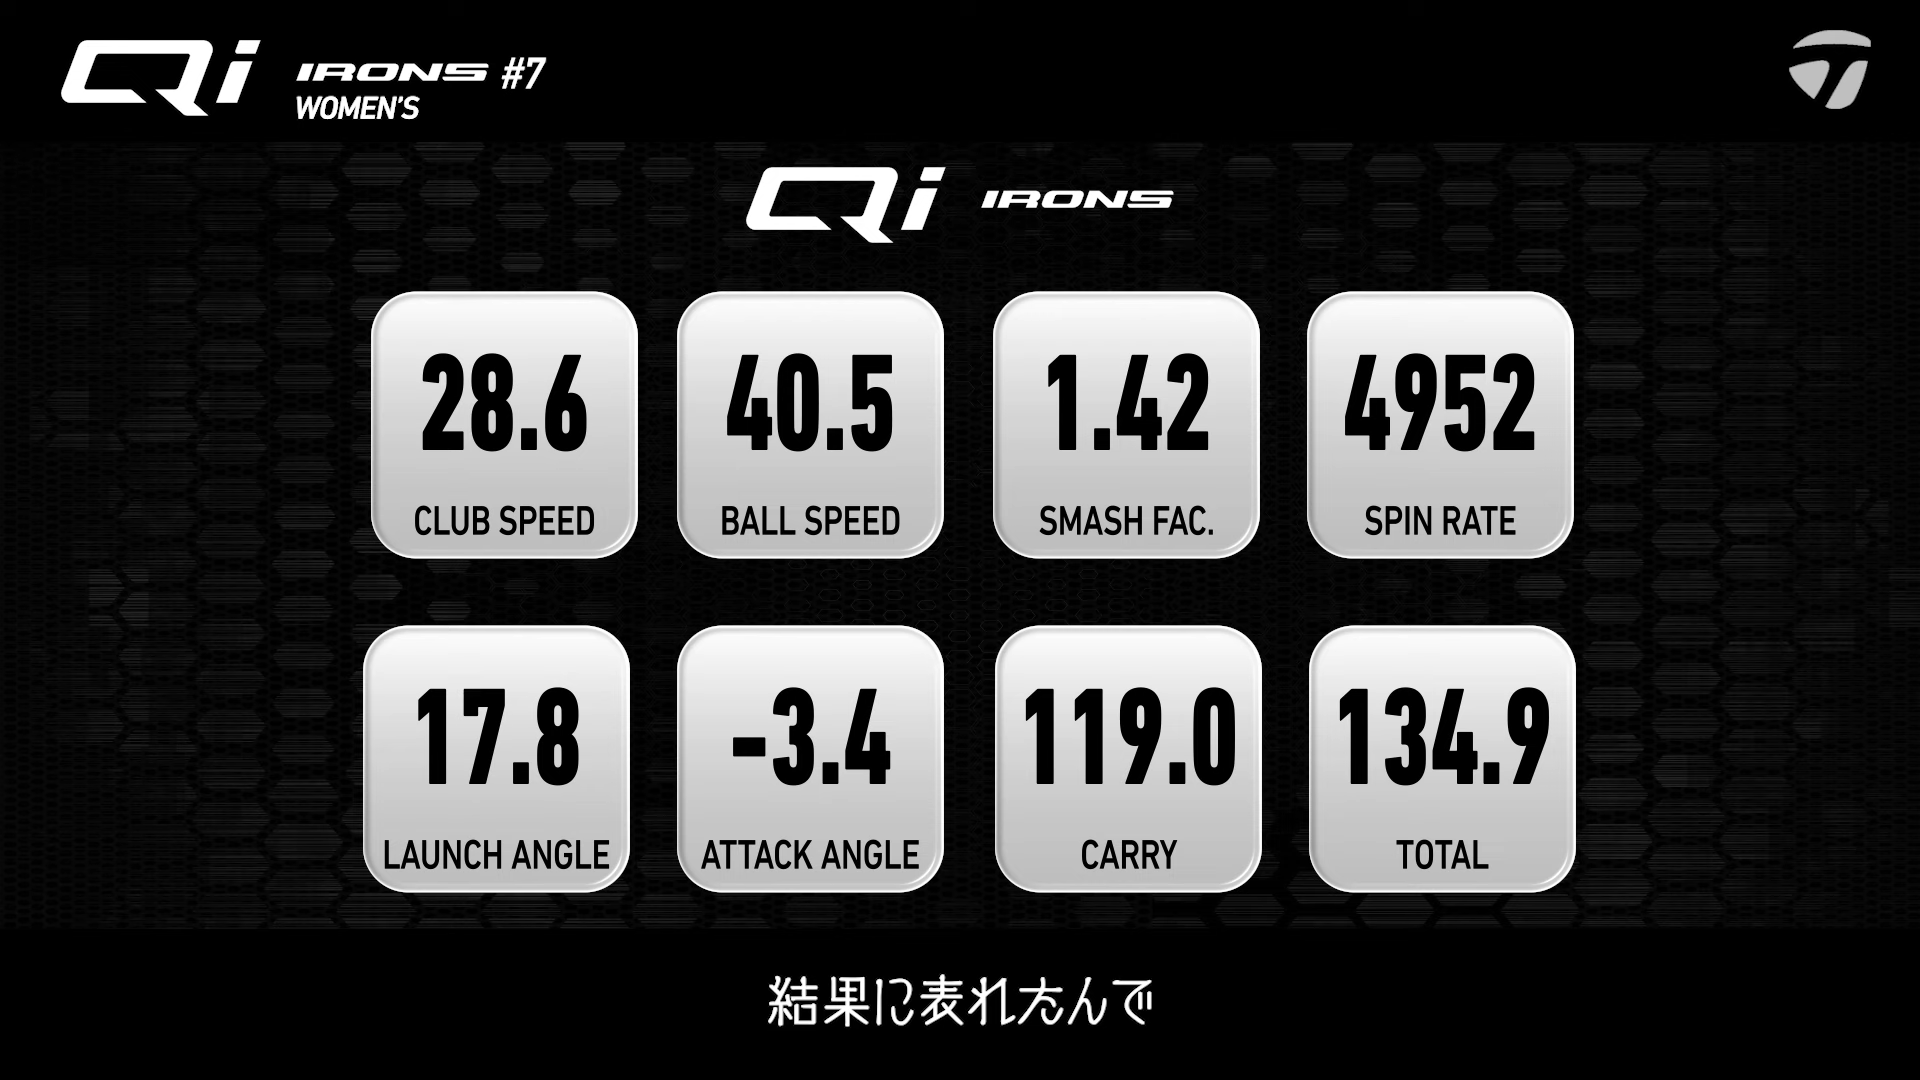 Qi IRONS #7
WOMEN'S
Qi IRONS
28.6
CLUB SPEED
40.5
BALL SPEED
1.42
SMASH FAC.
4952
SPIN RATE
17.8
LAUNCH ANGLE
-3.4
ATTACK ANGLE
119.0
CARRY
134.9
TOTAL
結果に表れたんで